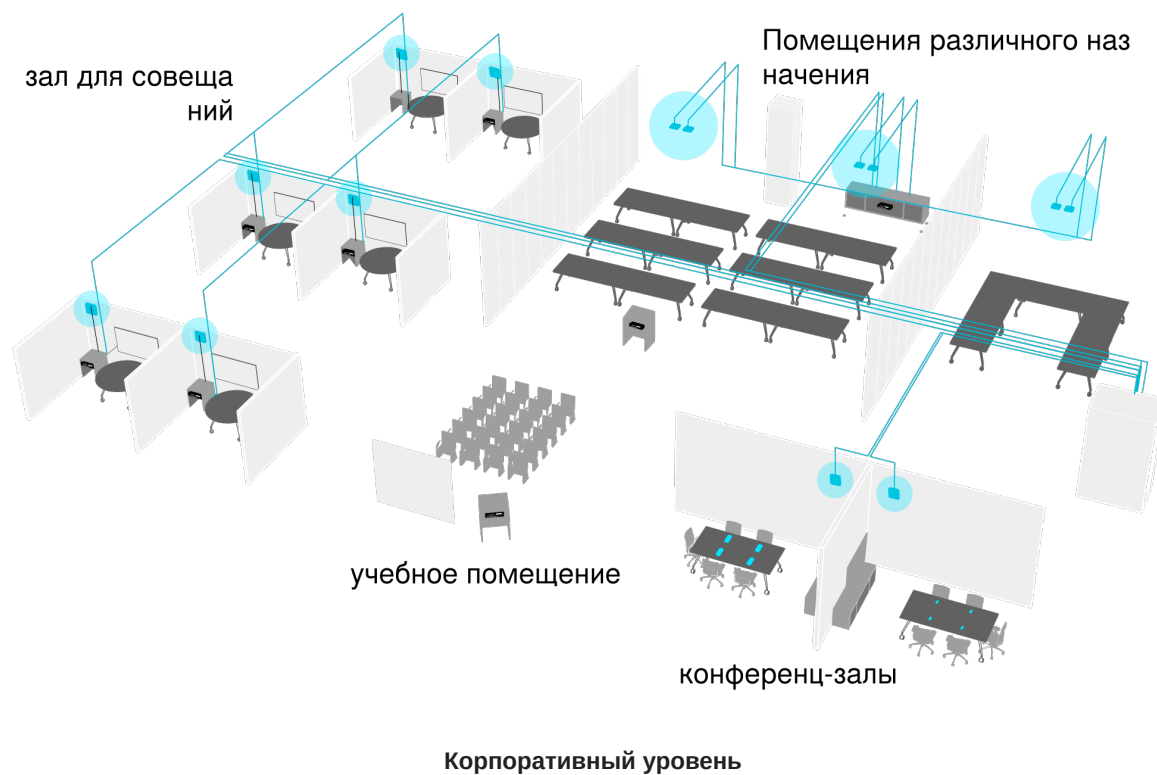 зал для совеща
ний
Помещения различного наз
начения
учебное помещение
конференц-залы
Корпоративный уровень